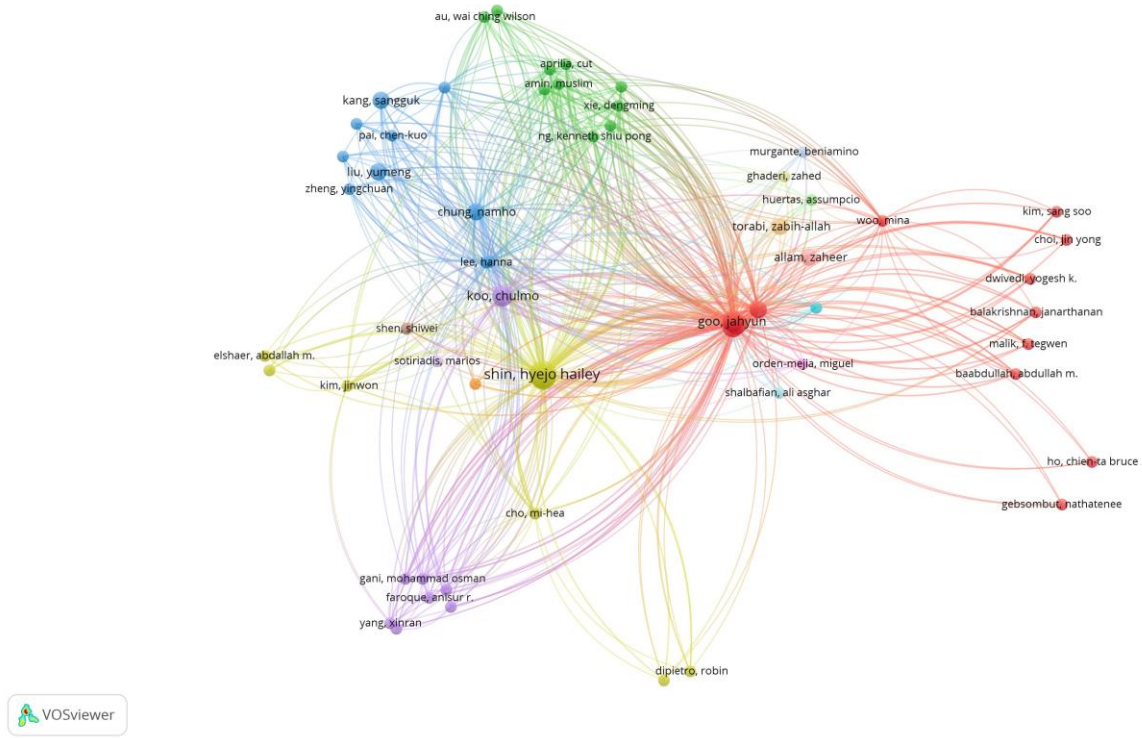 au, wai ching wilson
aprilia, cut
amin, muslim
kang, sangguk
xie, dengming
pai, chen-kuo
ng, kenneth shiu pong
murgante, beniamino
liu, yumeng
ghaderi, zahed
zheng, yingchuan
huertas, assumpcio
chung, namho
woo, mina
kim, sang soo
torabi, zabih-allah
choi, jin yong
lee, hanna
allam, zaheer
dwivedi, yogesh k.
koo, chulmo
balakrishnan, janarthanan
goo, jahyun
shen, shiwei
malik, f. tegwen
elshaer, abdallah m.
sotiriadis, marios
orden-mejia, miguel
shin, hyejo hailey
baabdullah, abdullah m.
kim, jinwon
shalbafian, ali asghar
ho, chien-ta bruce
gebsombut, nathatenee
cho, mi-hea
gani, mohammad osman
faroque, anisur r.
yang, xinran
dipietro, robin
VOSviewer